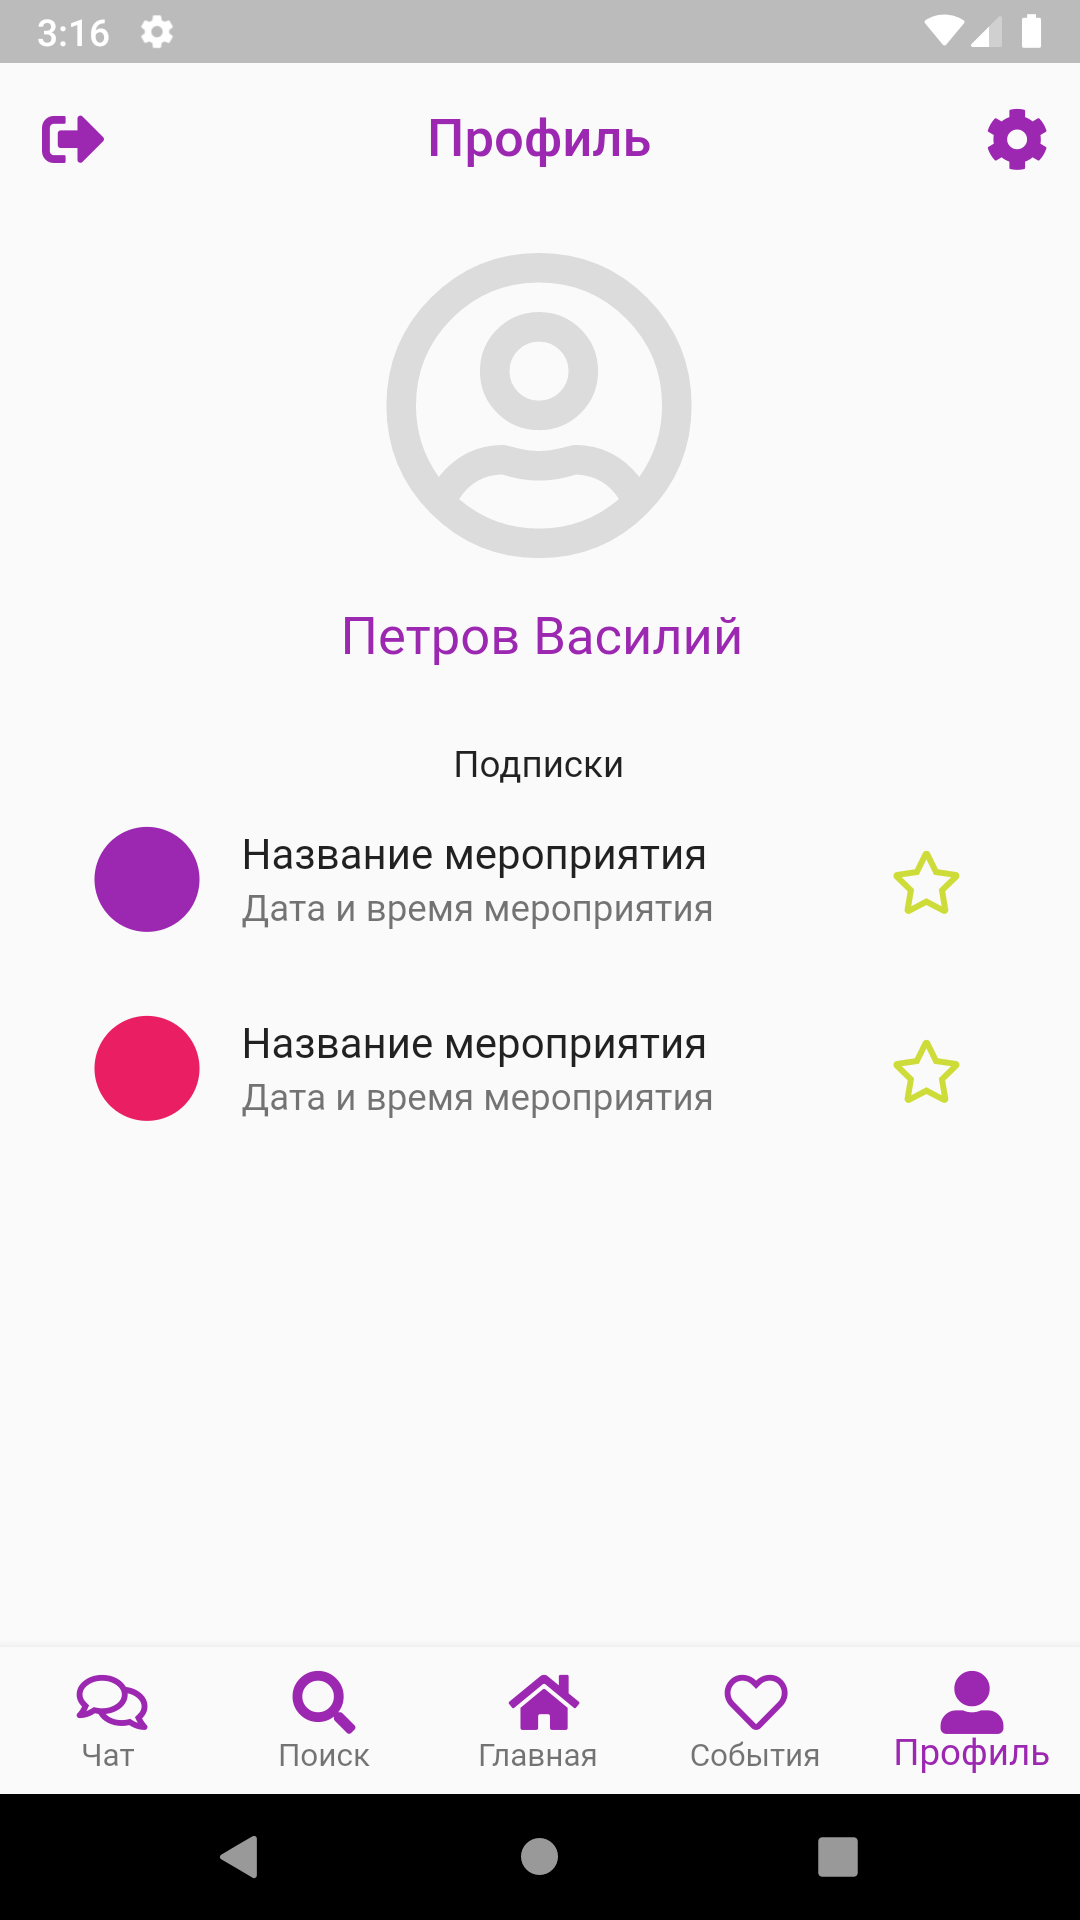 3:16
Профиль
Петров Василий
Подписки
Название мероприятия
Дата и время мероприятия
Название мероприятия
Дата и время мероприятия
Чат
Поиск
Главная
События
Профиль